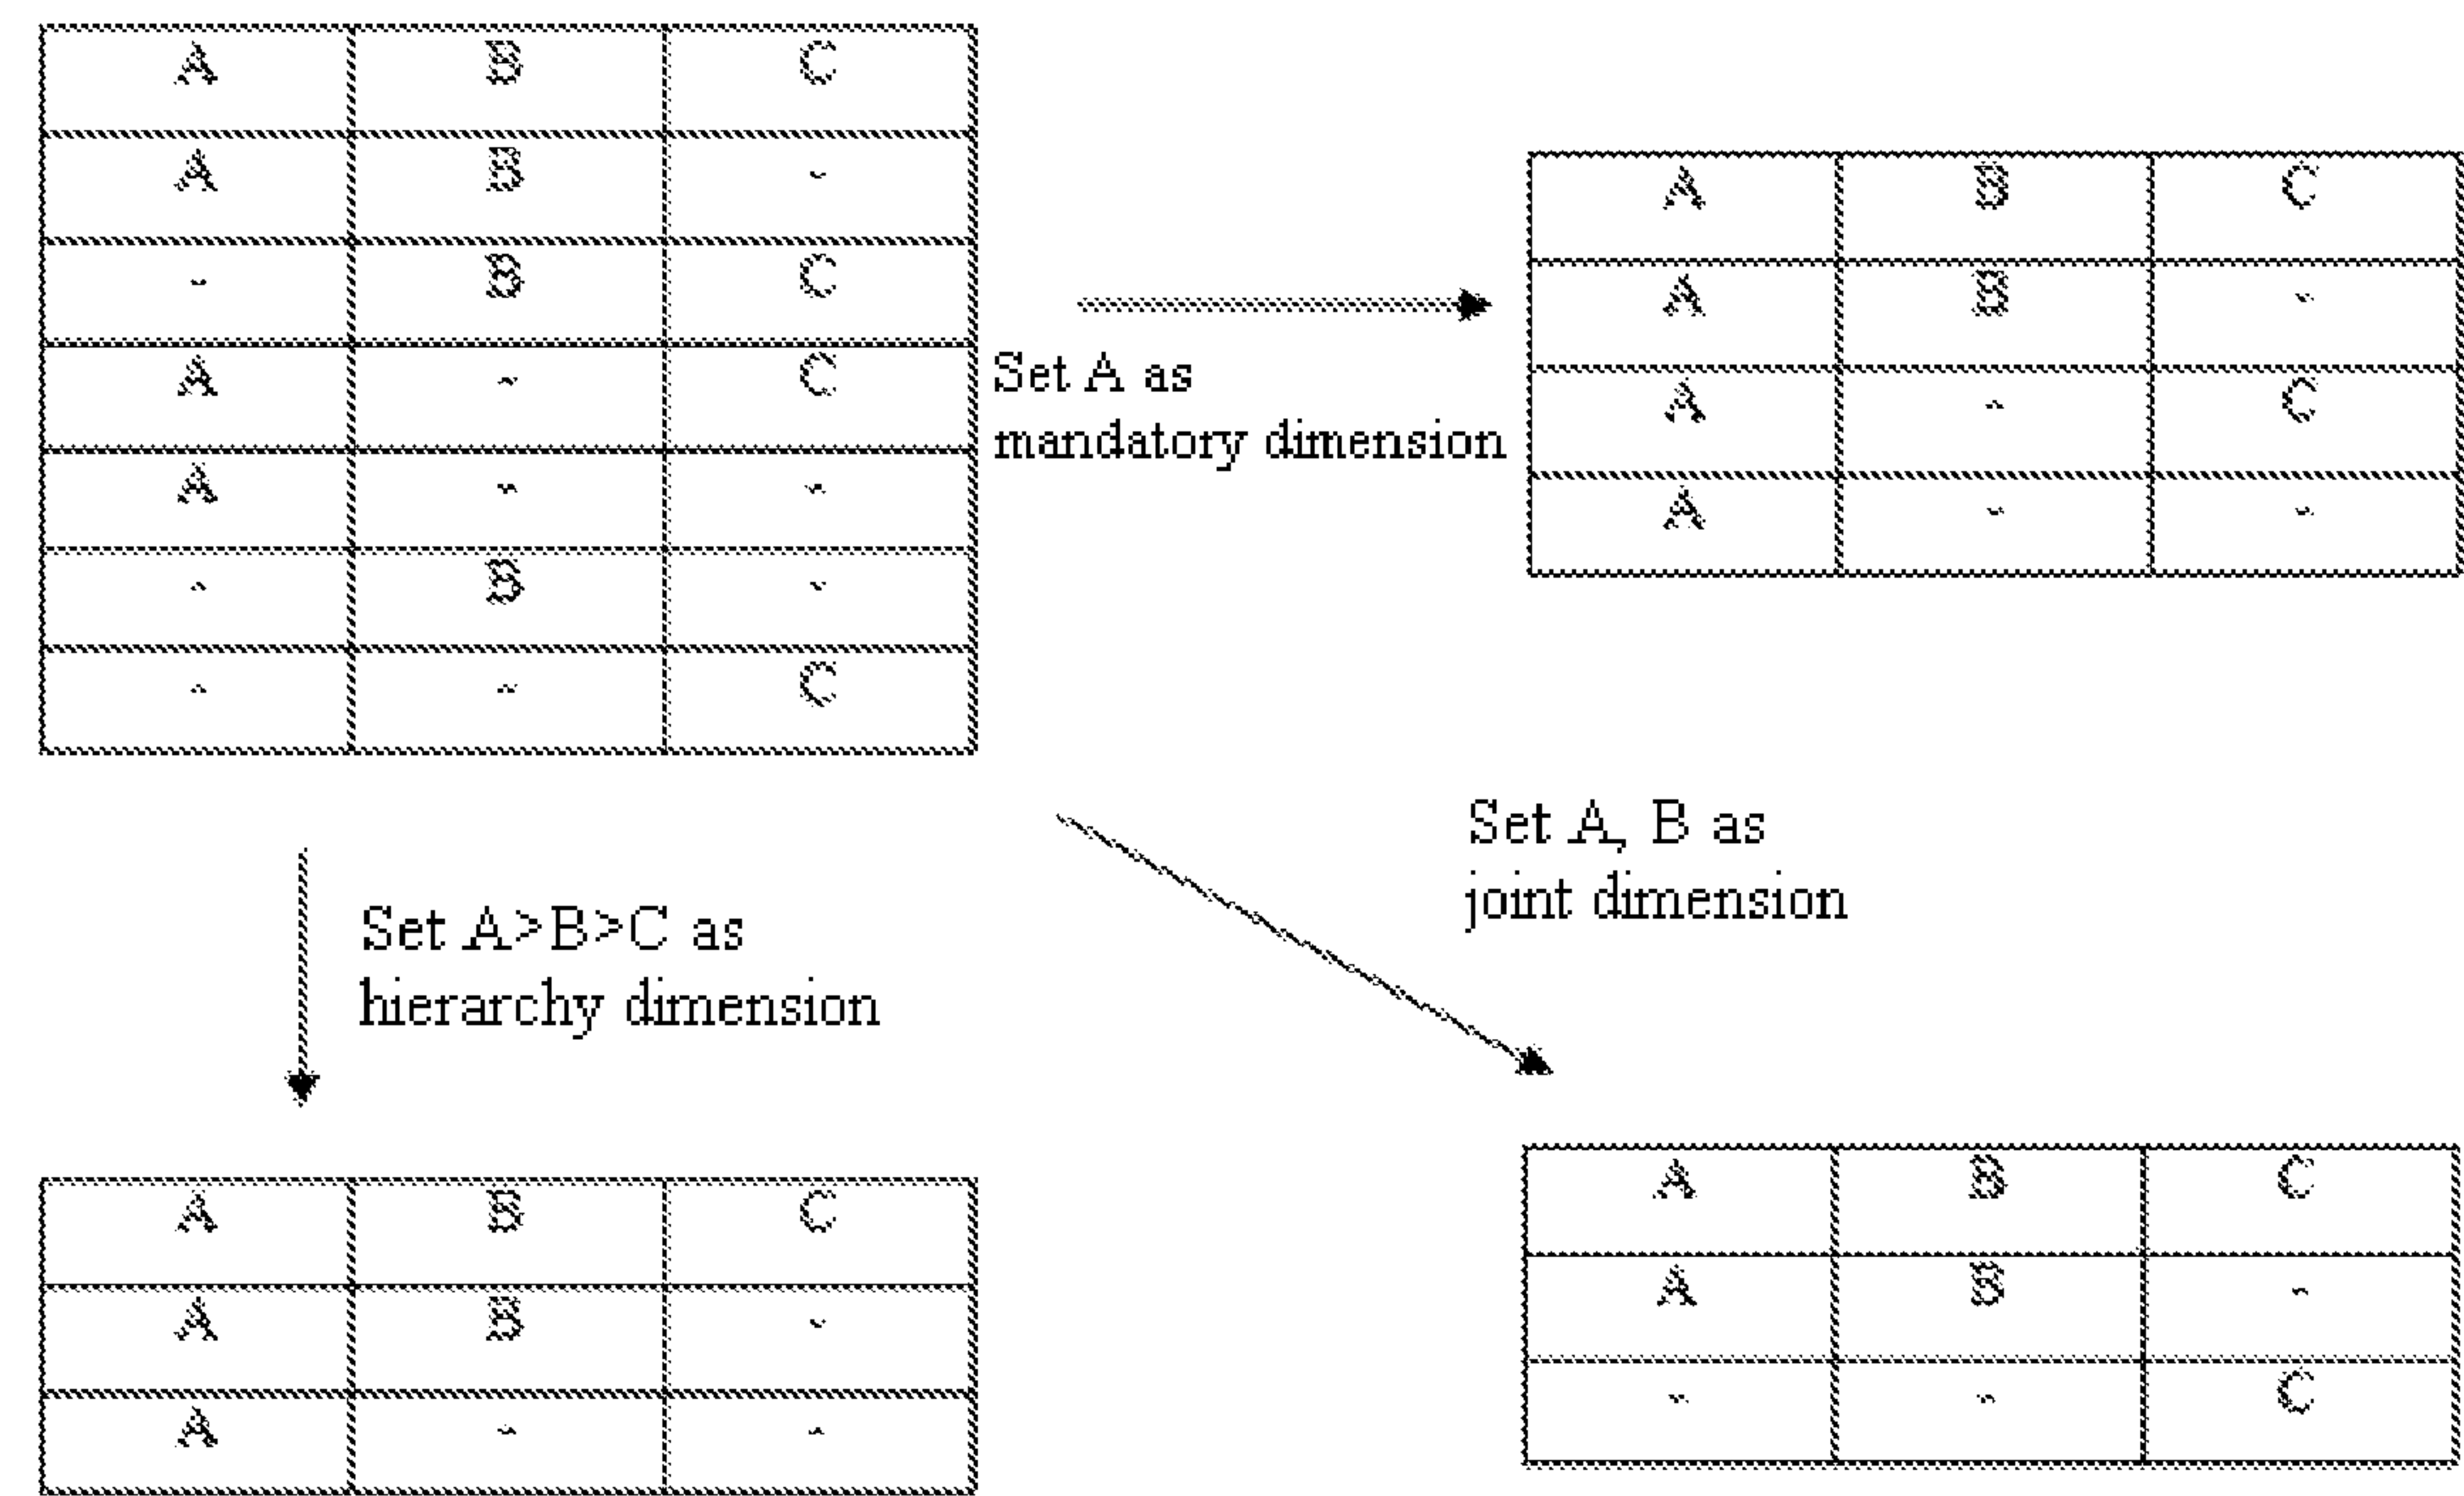 A B C
A B -
- B C
A - C
A - -
- B -
- - C
Set A as
mandatory dimension
A B C
A B -
A - C
A - -
Set A>B>C as
hierarchy dimension
Set A, B as
joint dimension
A B C
A B -
A - -
A B C
A B -
- - C